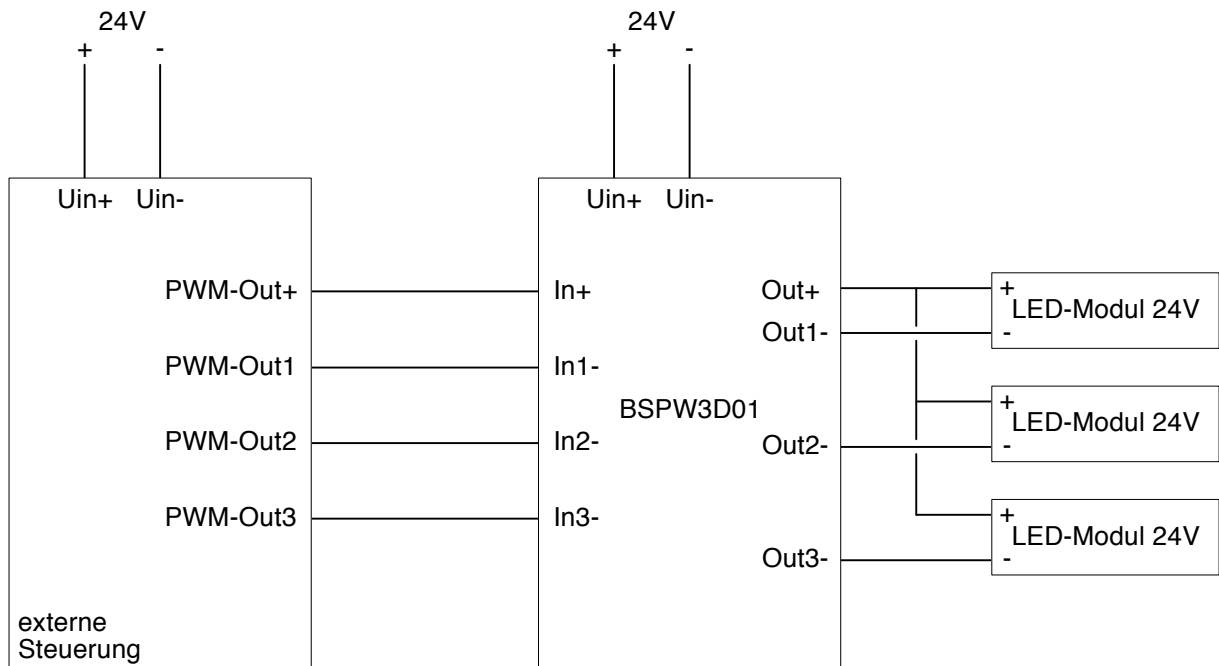 24V
+ -
Uin+ Uin-
PWM-Out+
PWM-Out1
PWM-Out2
PWM-Out3
externe
Steuerung
24V
+ -
Uin+ Uin-
In+
In1-
In2-
In3-
BSPW3D01
Out+
Out1-
Out2-
Out3-
+
LED-Modul 24V
-
+
LED-Modul 24V
-
+
LED-Modul 24V
-